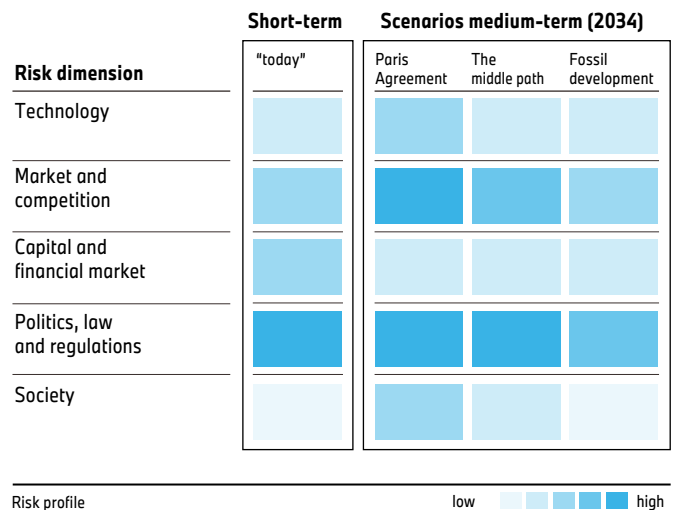 Short-term
Scenarios medium-term (2034)
Risk dimension
“today”
Paris
Agreement
The
middle path
Fossil
development
Technology
Market and
competition
Capital and
financial market
Politics, law
and regulations
Society
Risk profile
low
high